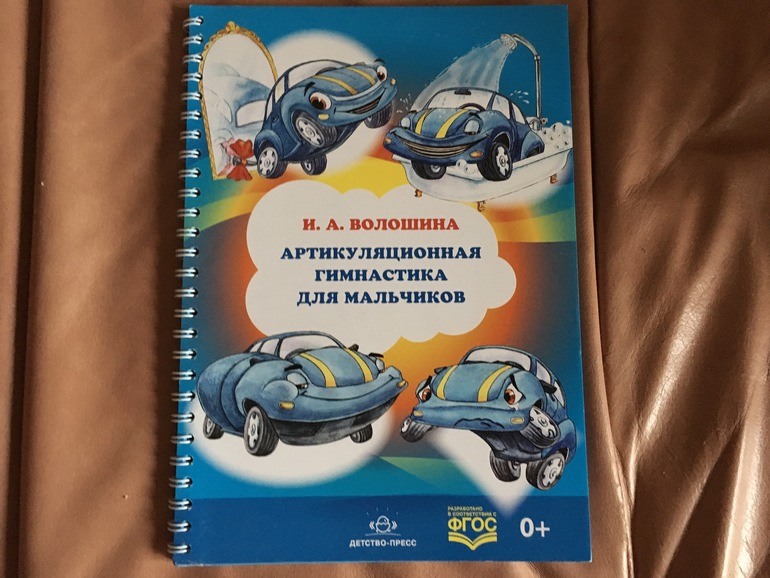 И. А. ВОЛОШИНА
АРТИКУЛЯЦИОННАЯ
ГИМНАСТИКА
ДЛЯ МАЛЬЧИКОВ
ДЕТСТВО-ПРЕСС
РАЗРАБОТАНО
В СООТВЕТСТВИИ С
ФГОС
0+